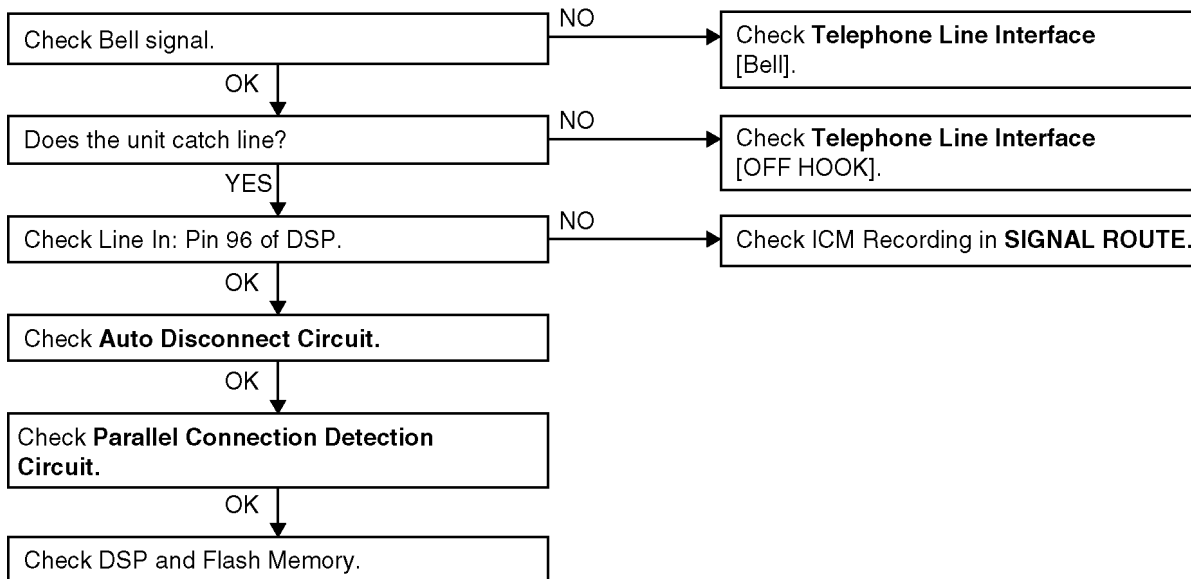 Check Bell signal.
NO
Check Telephone Line Interface
[Bell].
OK
Does the unit catch line?
NO
Check Telephone Line Interface
[OFF HOOK].
YES
Check Line In: Pin 96 of DSP.
NO
Check ICM Recording in SIGNAL ROUTE.
OK
Check Auto Disconnect Circuit.
OK
Check Parallel Connection Detection
Circuit.
OK
Check DSP and Flash Memory.